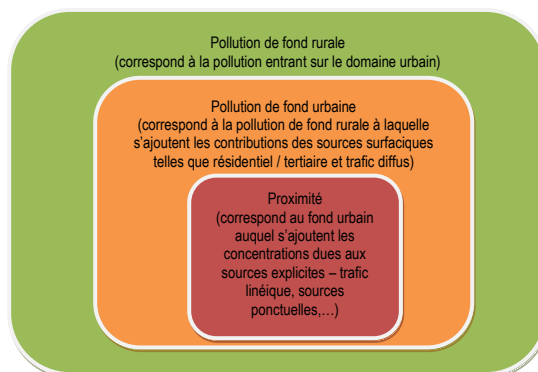 Pollution de fond rurale
(correspond à la pollution entrant sur le domaine urbain)
Pollution de fond urbaine
(correspond à la pollution de fond rurale à laquelle
s'ajoutent les contributions des sources surfaciques
telles que résidentiel / tertiaire et trafic diffus)
Proximité
(correspond au fond urbain
auquel s'ajoutent les
concentrations dues aux
sources explicites – trafic
linéique, sources
ponctuelles,…)